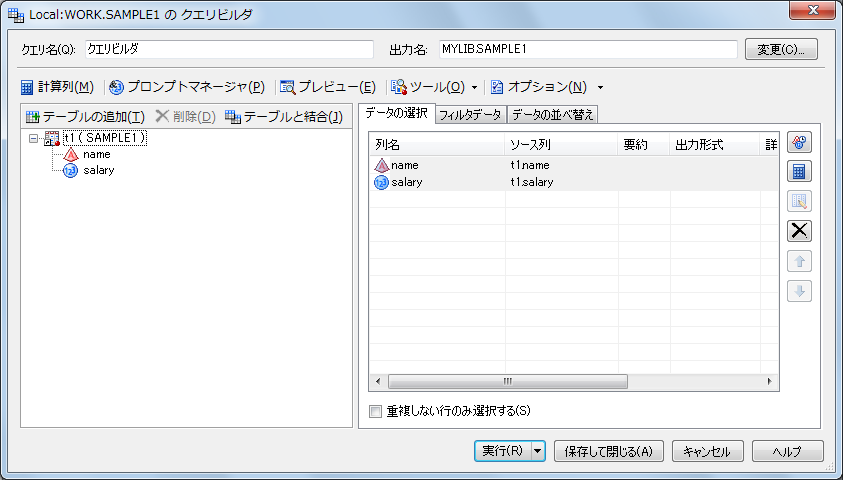 Local:WORK.SAMPLE1 の クエリビルダ
クエリ名(Q): クエリビルダ 出力名: MYLIB.SAMPLE1 変更(C)...
計算列(M) プロンプトマネージャ(P) プレビュー(E) ツール(O) オプション(N)
テーブルの追加(T) 削除(D) テーブルと結合(J)
t1 ( SAMPLE1 )
name
salary
データの選択 フィルタデータ データの並べ替え
列名 ソース列 要約 出力形式 詳
name t1.name
salary t1.salary
重複しない行のみ選択する(S)
実行(R) 保存して閉じる(A) キャンセル ヘルプ